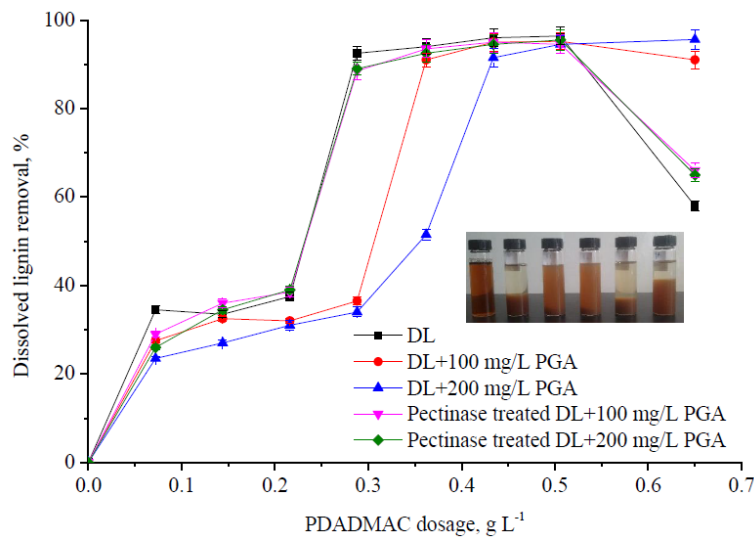 100
80
60
40
20
0
Dissolved lignin removal, %
DL
DL+100 mg/L PGA
DL+200 mg/L PGA
Pectinase treated DL+100 mg/L PGA
Pectinase treated DL+200 mg/L PGA
0.0 0.1 0.2 0.3 0.4 0.5 0.6 0.7
PDADMAC dosage, g L⁻¹